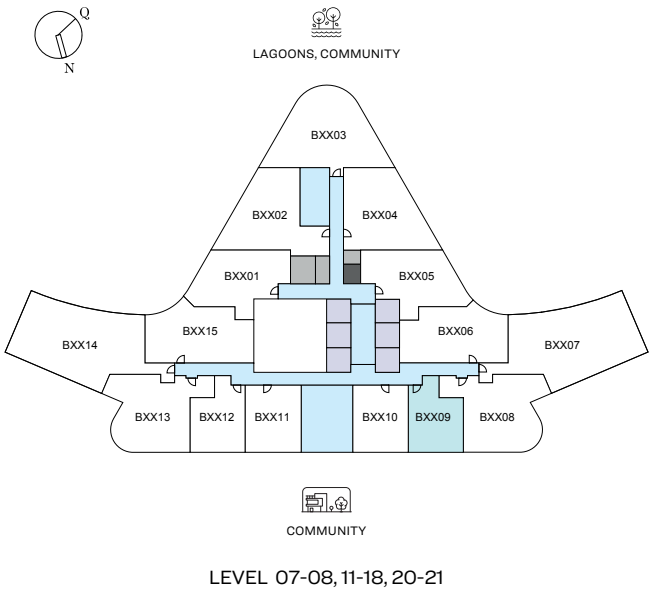 Q
N
LAGOONS, COMMUNITY
BXX03
BXX02
BXX04
BXX01
BXX05
BXX15
BXX06
BXX14
BXX07
BXX13
BXX12
BXX11
BXX10
BXX09
BXX08
COMMUNITY
LEVEL 07-08, 11-18, 20-21